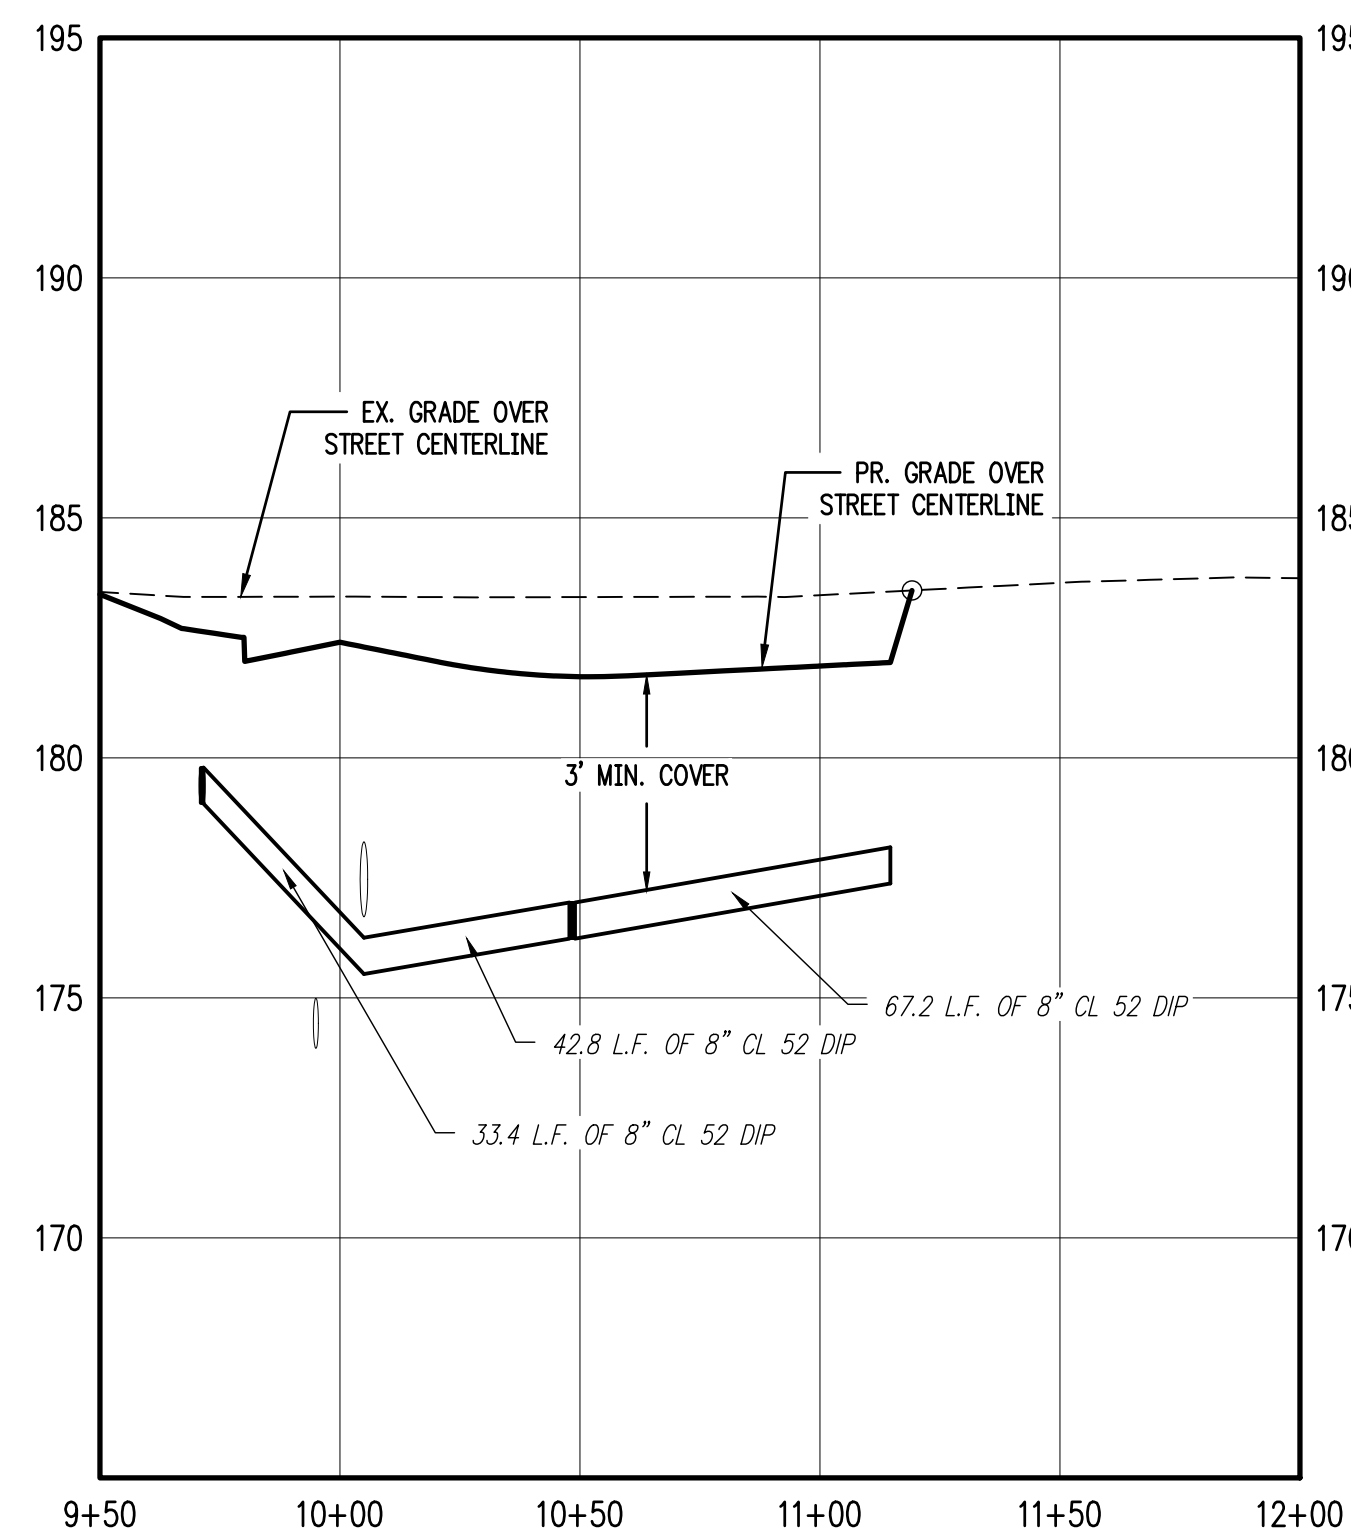 195
195
190
190
EX. GRADE OVER
STREET CENTERLINE
PR. GRADE OVER
STREET CENTERLINE
185
185
180
180
3' MIN. COVER
175
175
67.2 L.F. OF 8" CL 52 DIP
42.8 L.F. OF 8" CL 52 DIP
33.4 L.F. OF 8" CL 52 DIP
170
170
9+50 10+00 10+50 11+00 11+50 12+00